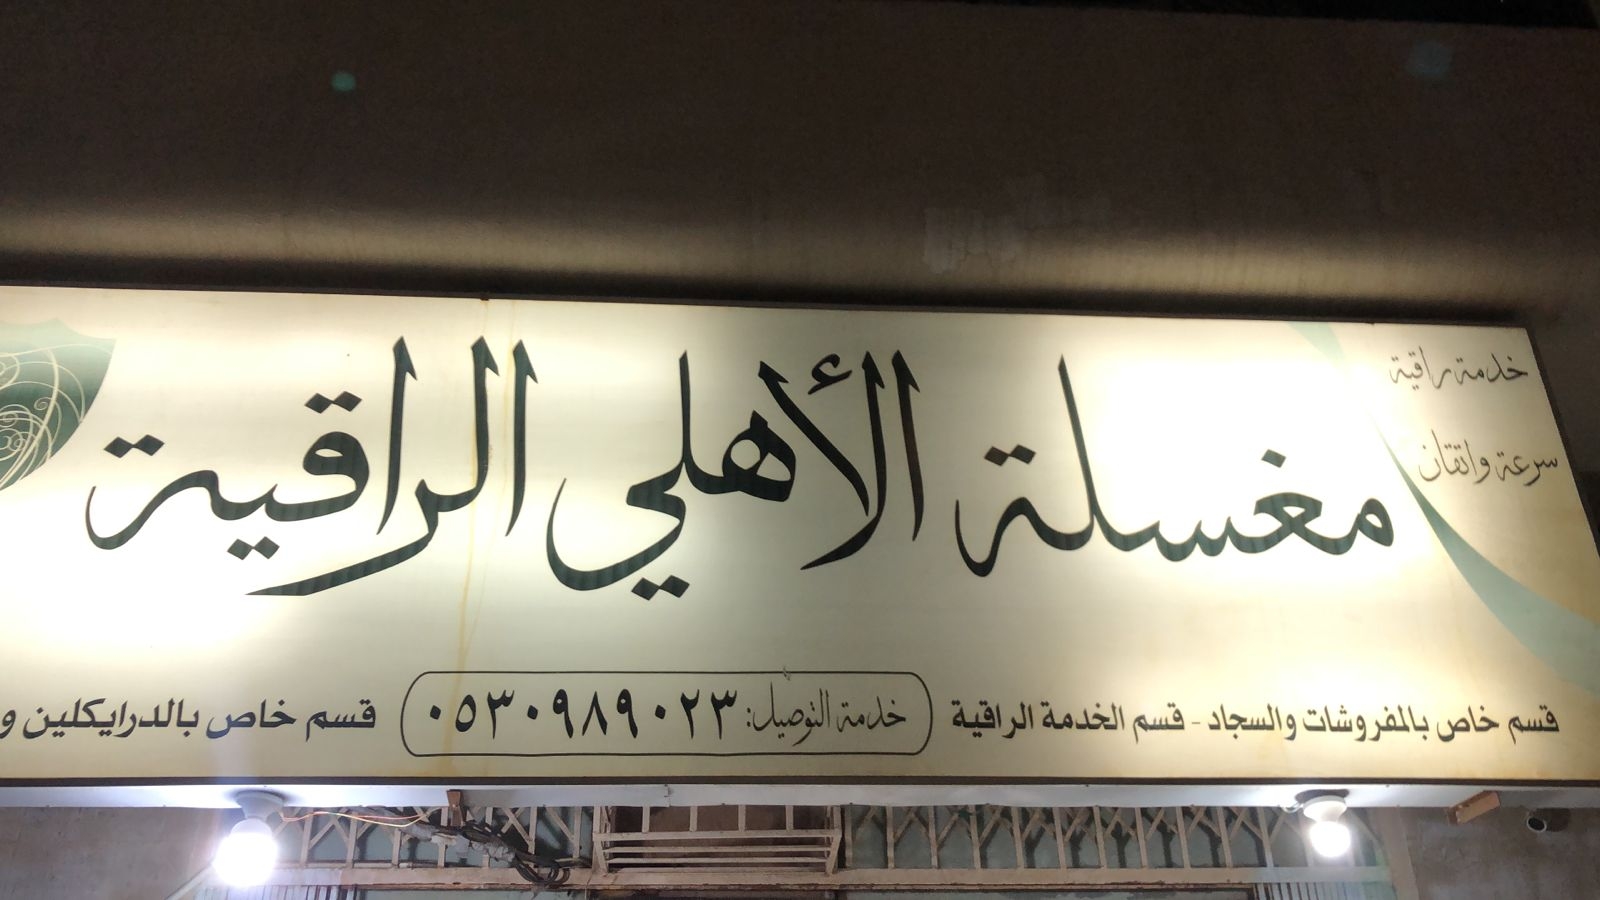 خدمة راقية
سرعة واتقان
مغسلة الأهلي الراقية
قسم خاص بالمفروشات والسجاد - قسم الخدمة الراقية
خدمة التوصيل: ٠٥٣٠٩٨٩٠٢٣
قسم خاص بالدرايكلين و